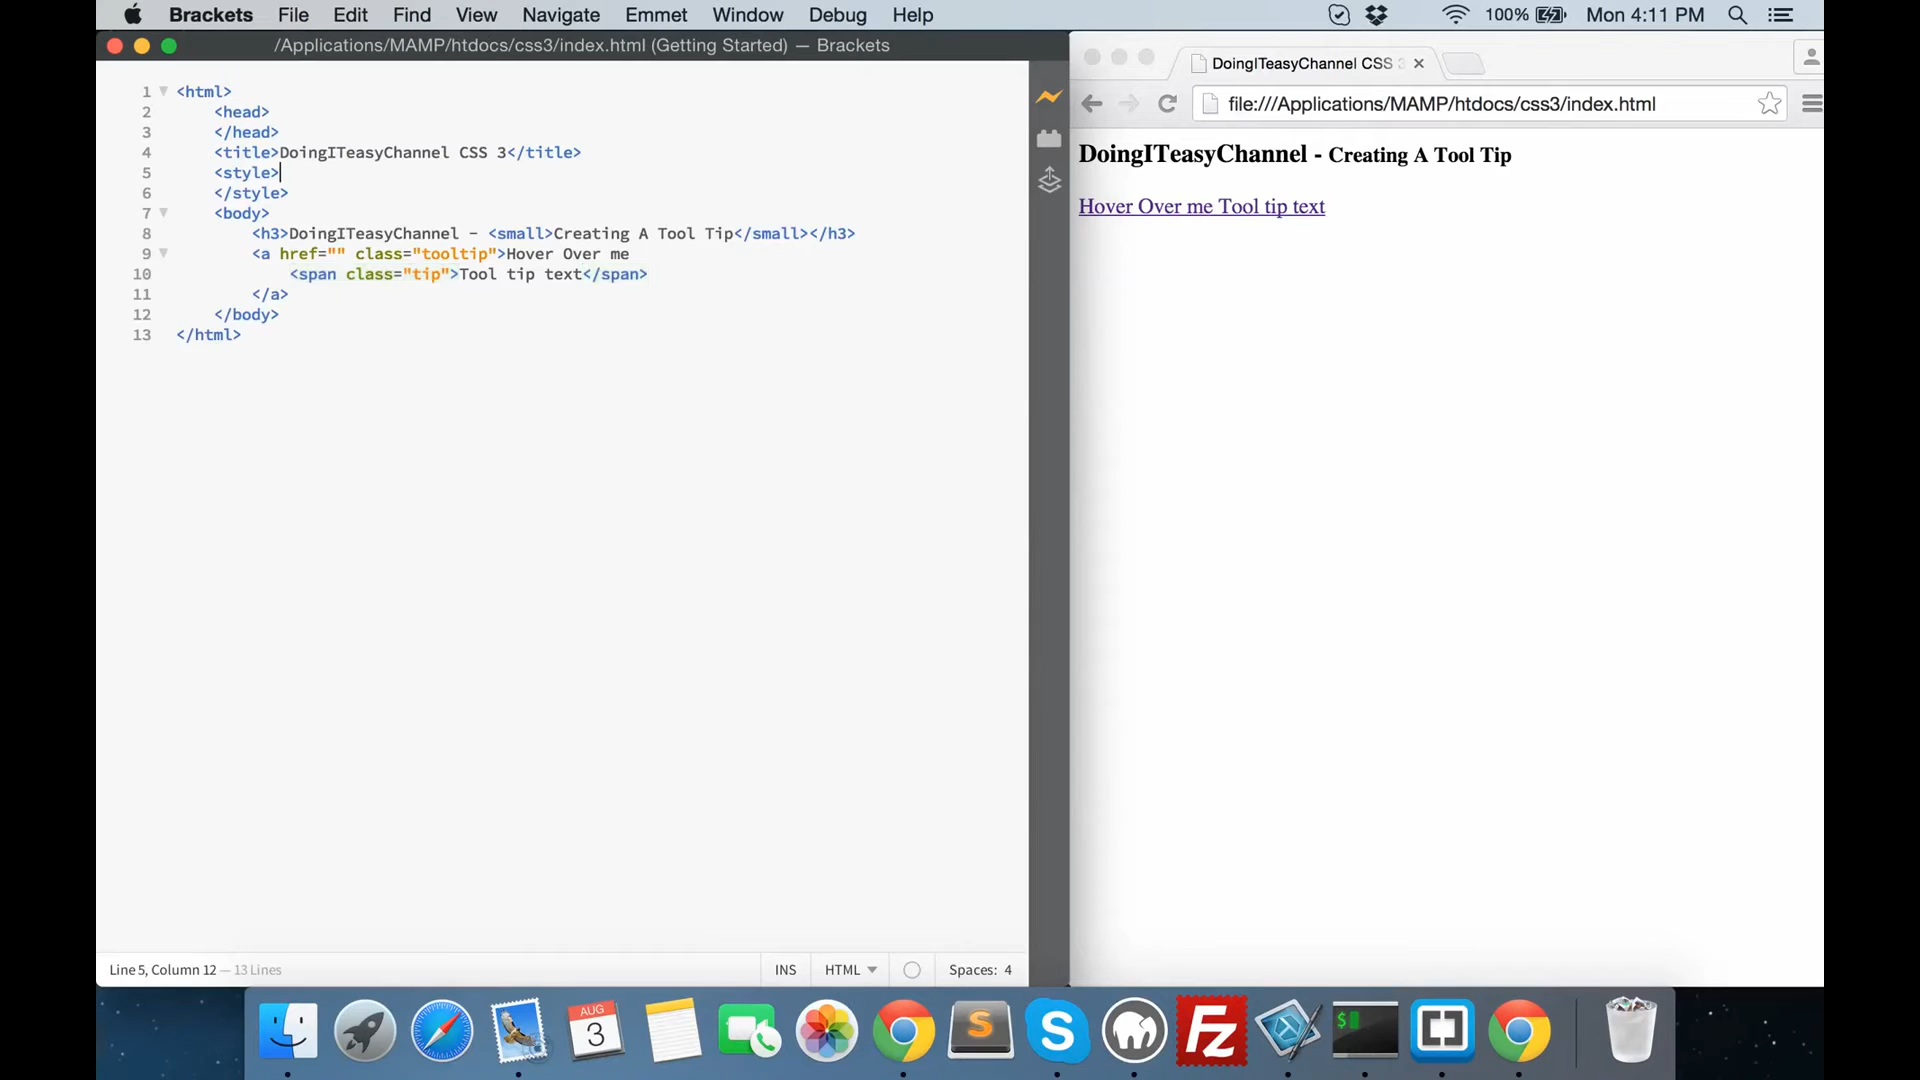 Brackets File Edit Find View Navigate Emmet Window Debug Help 100% Mon 4:11 PM
/Applications/MAMP/htdocs/css3/index.html (Getting Started) — Brackets
1 <html>
2 <head>
3 </head>
4 <title>DoingITeasyChannel CSS 3</title>
5 <style>
6 </style>
7 <body>
8 <h3>DoingITeasyChannel - <small>Creating A Tool Tip</small></h3>
9 <a href="" class="tooltip">Hover Over me
10 <span class="tip">Tool tip text</span>
11 </a>
12 </body>
13 </html>
Line 5, Column 12 — 13 Lines INS HTML Spaces: 4
DoingITeasyChannel CSS 3
file:///Applications/MAMP/htdocs/css3/index.html
DoingITeasyChannel - Creating A Tool Tip
Hover Over me Tool tip text
AUG
3
S
S
Fz
$